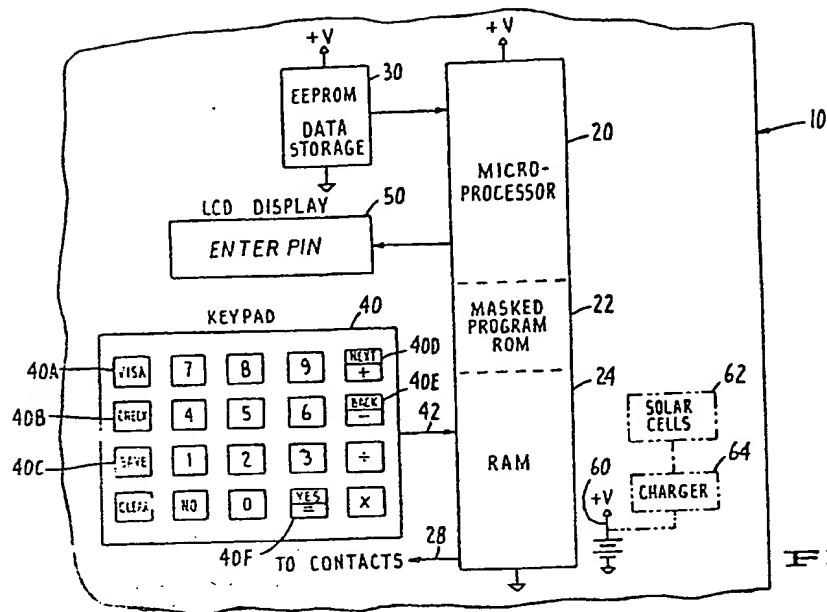 +V
+V
30
EEPROM
DATA
STORAGE
10
20
MICRO-
PROCESSOR
LCD DISPLAY
50
ENTER PIN
MASKED
PROGRAM
ROM
22
KEYPAD
40
40A
VISA
7
8
9
NEXT
+
40D
40B
CHECK
4
5
6
BACK
-
40E
42
24
62
SOLAR
CELLS
40C
SAVE
1
2
3
÷
RAM
60
+V
CHARGER
64
CLEAR
NO
0
YES
=
X
40F
TO CONTACTS
28